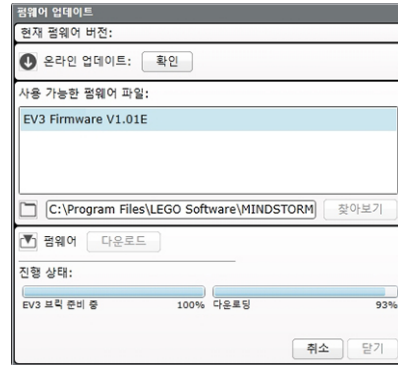 펌웨어 업데이트
현재 펌웨어 버전:
온라인 업데이트: 확인
사용 가능한 펌웨어 파일:
EV3 Firmware V1.01E
C:\Program Files\LEGO Software\MINDSTORM 찾아보기
펌웨어 다운로드
진행 상태:
EV3 브릭 준비 중 100% 다운로딩 93%
취소 닫기